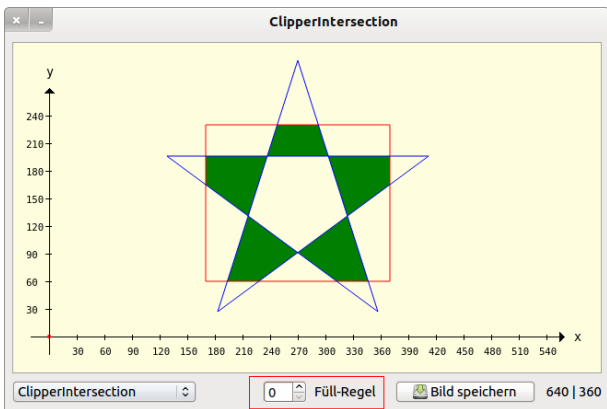 ClipperIntersection
y
240
210
180
150
120
90
60
30
x
30 60 90 120 150 180 210 240 270 300 330 360 390 420 450 480 510 540
ClipperIntersection 0 Füll-Regel Bild speichern 640 | 360